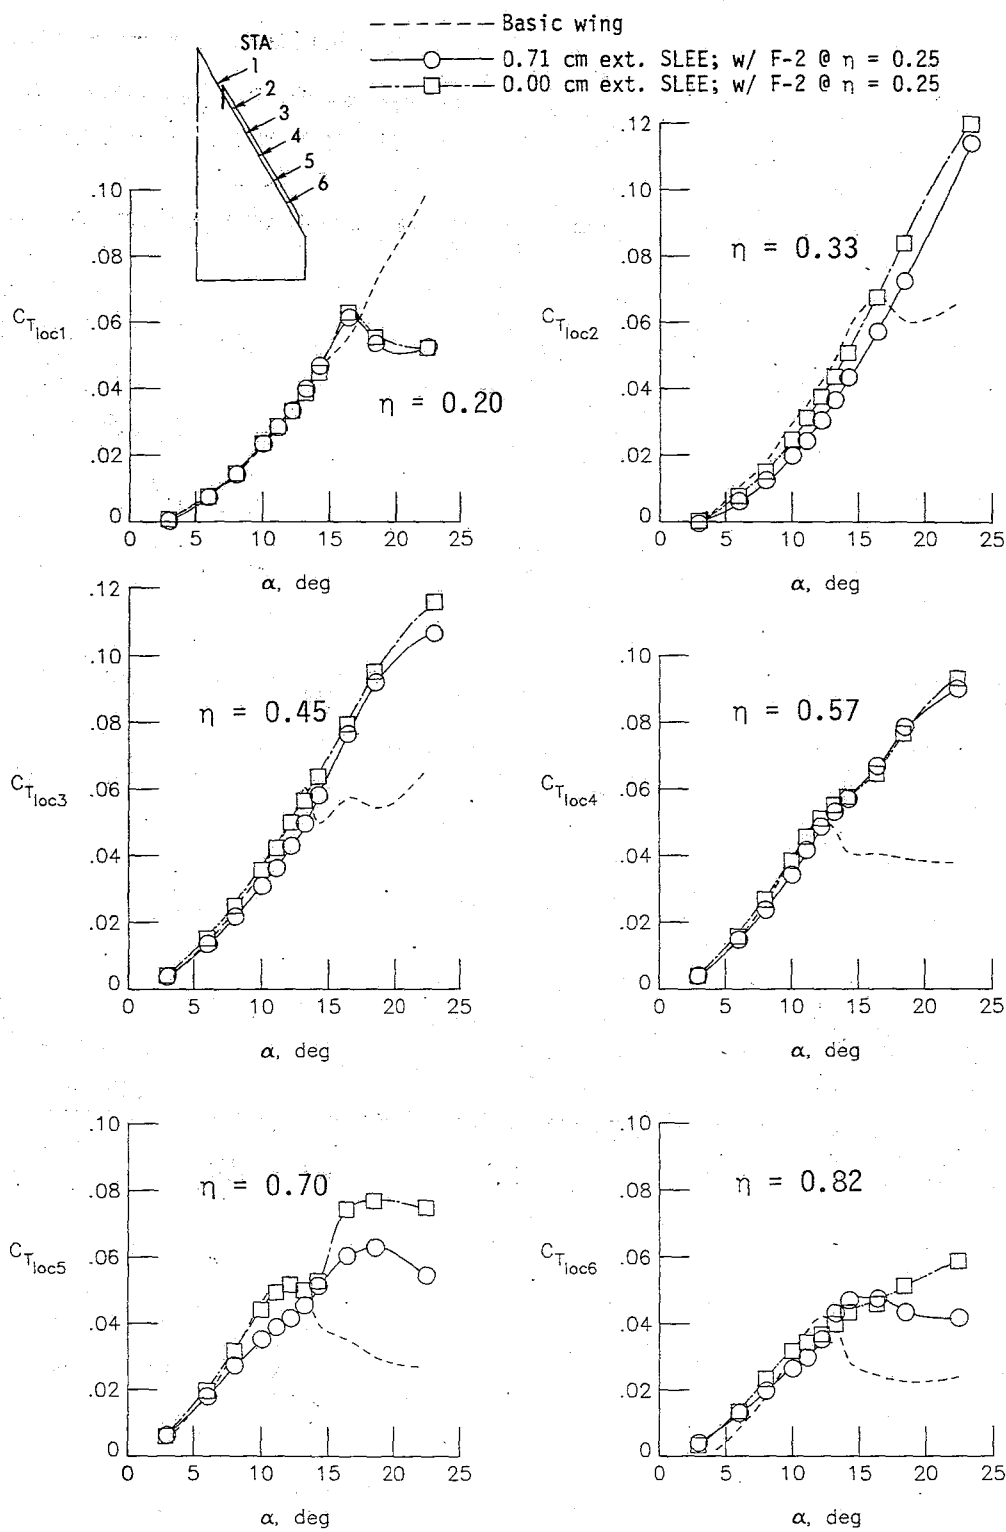 Basic wing
0.71 cm ext. SLEE; w/ F-2 @ η = 0.25
0.00 cm ext. SLEE; w/ F-2 @ η = 0.25
STA
1
2
3
4
5
6
.10
.08
.06
.04
.02
0
C_T_loc1
η = 0.20
0 5 10 15 20 25
α, deg
.12
.10
.08
.06
.04
.02
0
C_T_loc2
η = 0.33
0 5 10 15 20 25
α, deg
.12
.10
.08
.06
.04
.02
0
C_T_loc3
η = 0.45
0 5 10 15 20 25
α, deg
.10
.08
.06
.04
.02
0
C_T_loc4
η = 0.57
0 5 10 15 20 25
α, deg
.10
.08
.06
.04
.02
0
C_T_loc5
η = 0.70
0 5 10 15 20 25
α, deg
.10
.08
.06
.04
.02
0
C_T_loc6
η = 0.82
0 5 10 15 20 25
α, deg